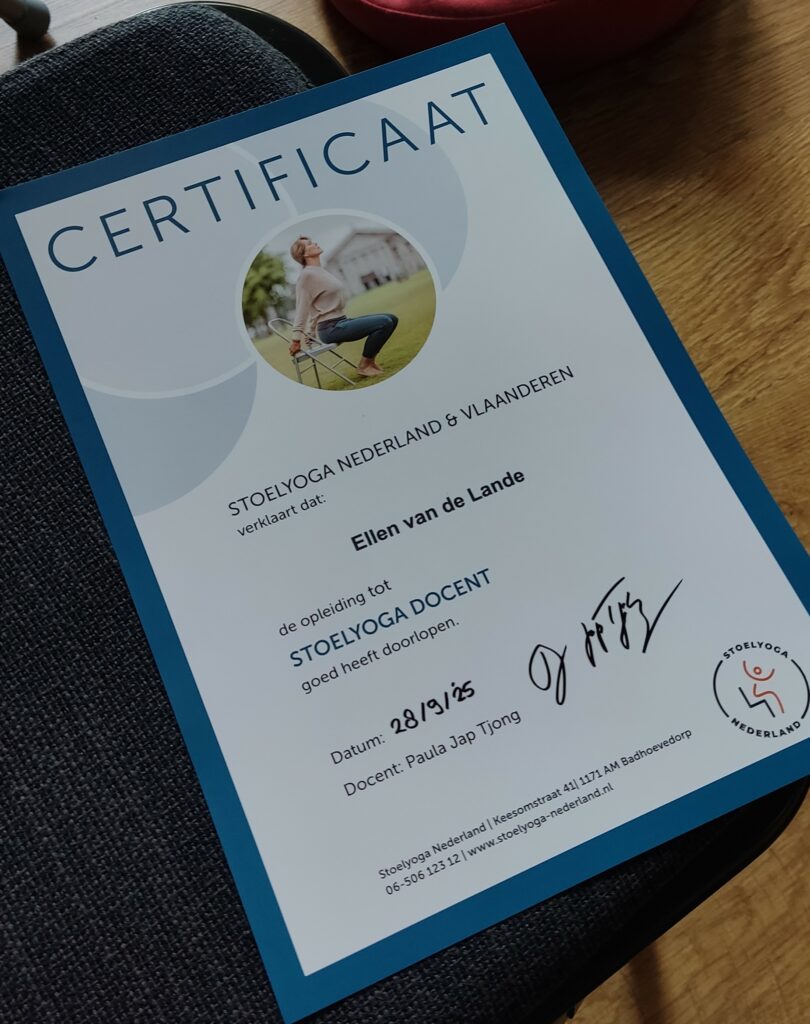 CERTIFICAAT
STOELYOGA NEDERLAND & VLAANDEREN
verklaart dat:
Ellen van de Lande
de opleiding tot
STOELYOGA DOCENT
goed heeft doorlopen.
Datum: 28/9/25
Docent: Paula Jap Tjong
STOELYOGA
NEDERLAND
Stoelyoga Nederland | Keesomstraat 41| 1171 AM Badhoevedorp
06-506 123 12 | www.stoelyoga-nederland.nl